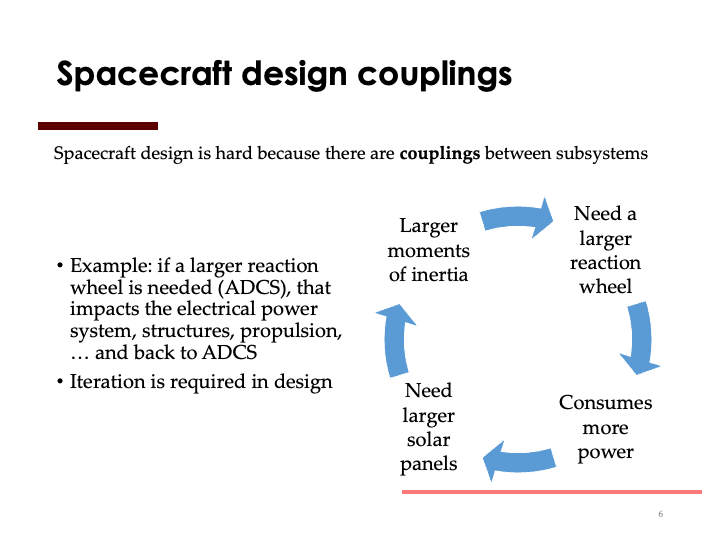 Spacecraft design couplings
Spacecraft design is hard because there are couplings between subsystems
• Example: if a larger reaction
wheel is needed (ADCS), that
impacts the electrical power
system, structures, propulsion,
… and back to ADCS
• Iteration is required in design
Larger
moments
of inertia
Need a
larger
reaction
wheel
Consumes
more
power
Need
larger
solar
panels
6